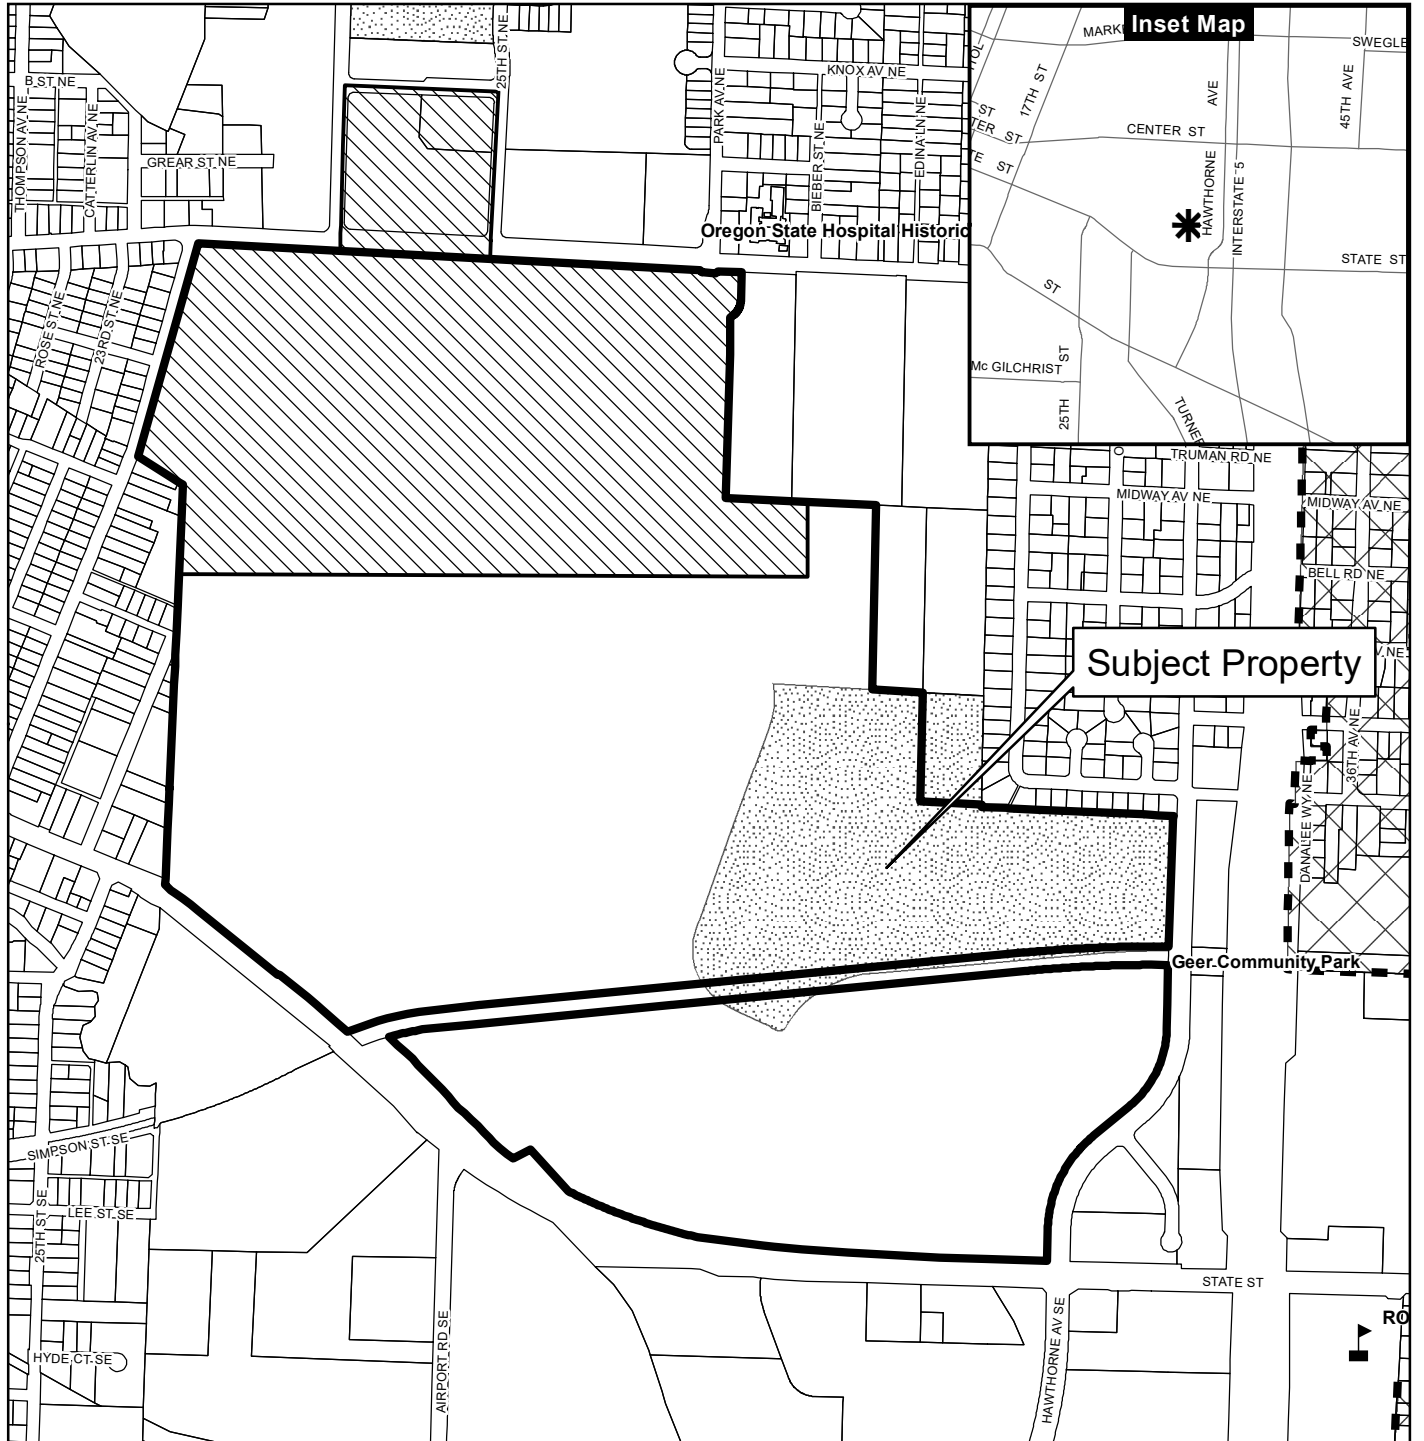 Inset Map
MARK
SWEGLE
17TH ST
AVE
45TH AVE
ST
TER ST
CENTER ST
TE ST
HAWTHORNE
INTERSTATE 5
STATE ST
ST
Mc GILCHRIST ST
25TH
TURNER
25TH ST NE
B ST NE
KNOX AV NE
THOMPSON AV NE
CATTERLIN AV NE
GREAR ST NE
PARK AV NE
BIEBER ST NE
EDINA LN NE
Oregon State Hospital Historic
ROSE ST NE
23RD ST NE
TRUMAN RD NE
MIDWAY AV NE
MIDWAY AV NE
BELL RD NE
V NE
Subject Property
36TH AV NE
DANALEE WY NE
Geer Community Park
SIMPSON ST SE
LEE ST SE
25TH ST SE
STATE ST
RO
HYDE CT SE
AIRPORT RD SE
HAWTHORNE AV SE